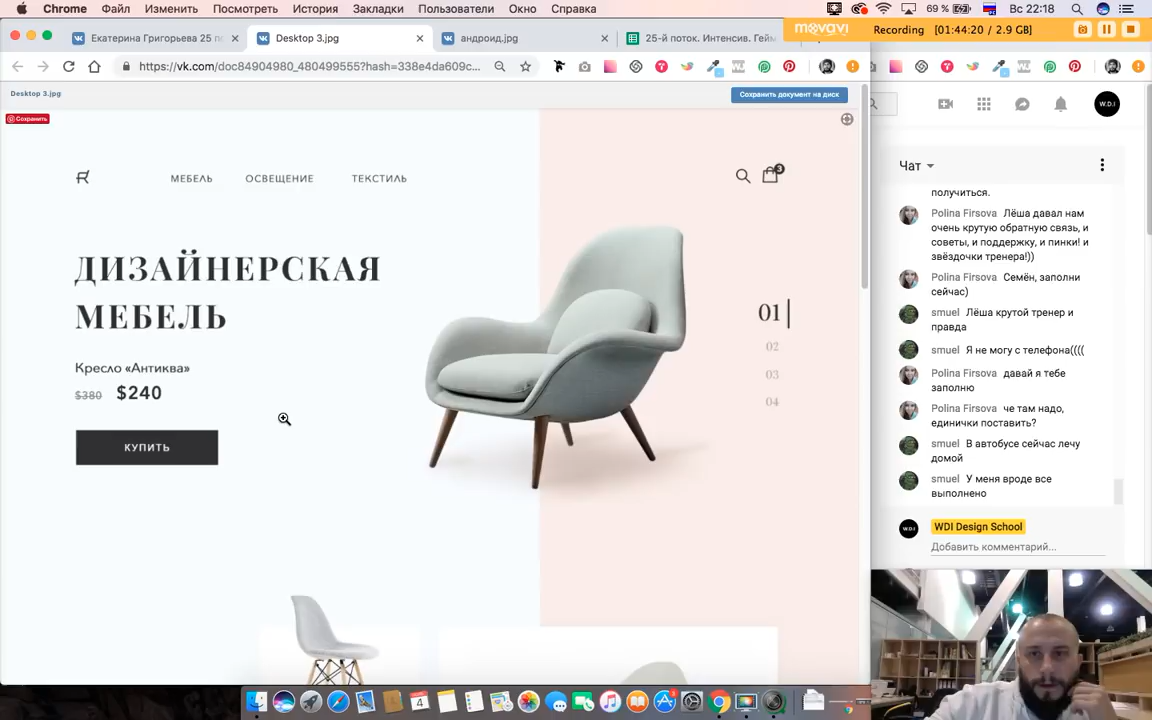 Chrome Файл Изменить Посмотреть История Закладки Пользователи Окно Справка
69 % Вс 22:18
Екатерина Григорьева 25 п
Desktop 3.jpg
андроид.jpg
25-й поток. Интенсив. Гейм
movavi
Recording [01:44:20 / 2.9 GB]
https://vk.com/doc84904980_480499555?hash=338e4da609c...
Desktop 3.jpg
Сохранить документ на диск
Сохранить
МЕБЕЛЬ ОСВЕЩЕНИЕ ТЕКСТИЛЬ
3
ДИЗАЙНЕРСКАЯ
МЕБЕЛЬ
Кресло «Антиква»
$380 $240
КУПИТЬ
01
02
03
04
W.D.I
Чат
получиться.
Polina Firsova Лёша давал нам
очень крутую обратную связь, и
советы, и поддержку, и пинки! и
звёздочки тренера!))
Polina Firsova Семён, заполни
сейчас)
smuel Лёша крутой тренер и
правда
smuel Я не могу с телефона((((
Polina Firsova давай я тебе
заполню
Polina Firsova че там надо,
единички поставить?
smuel В автобусе сейчас лечу
домой
smuel У меня вроде все
выполнено
WDI Design School
Добавить комментарий...